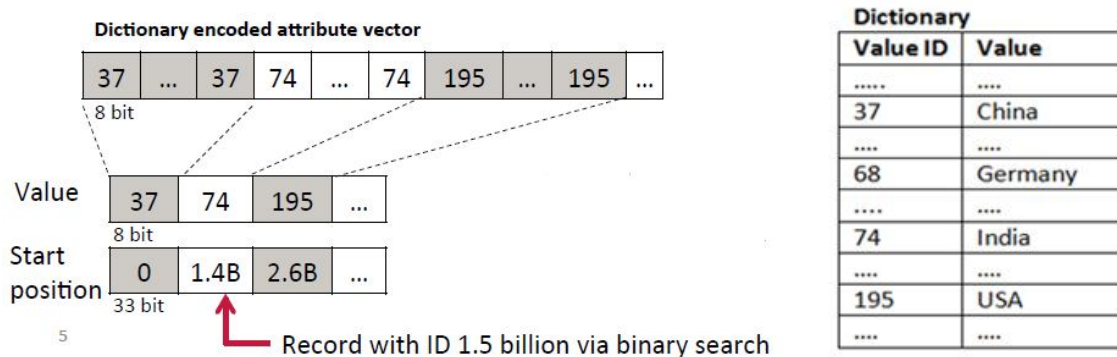 Dictionary encoded attribute vector
37 ... 37 74 ... 74 195 ... 195 ...
8 bit
Value 37 74 195 ...
8 bit
Start position 0 1.4B 2.6B ...
33 bit
5
Record with ID 1.5 billion via binary search
Dictionary
Value ID Value
..... ....
37 China
.... ....
68 Germany
.... ....
74 India
.... ....
195 USA
.... ....